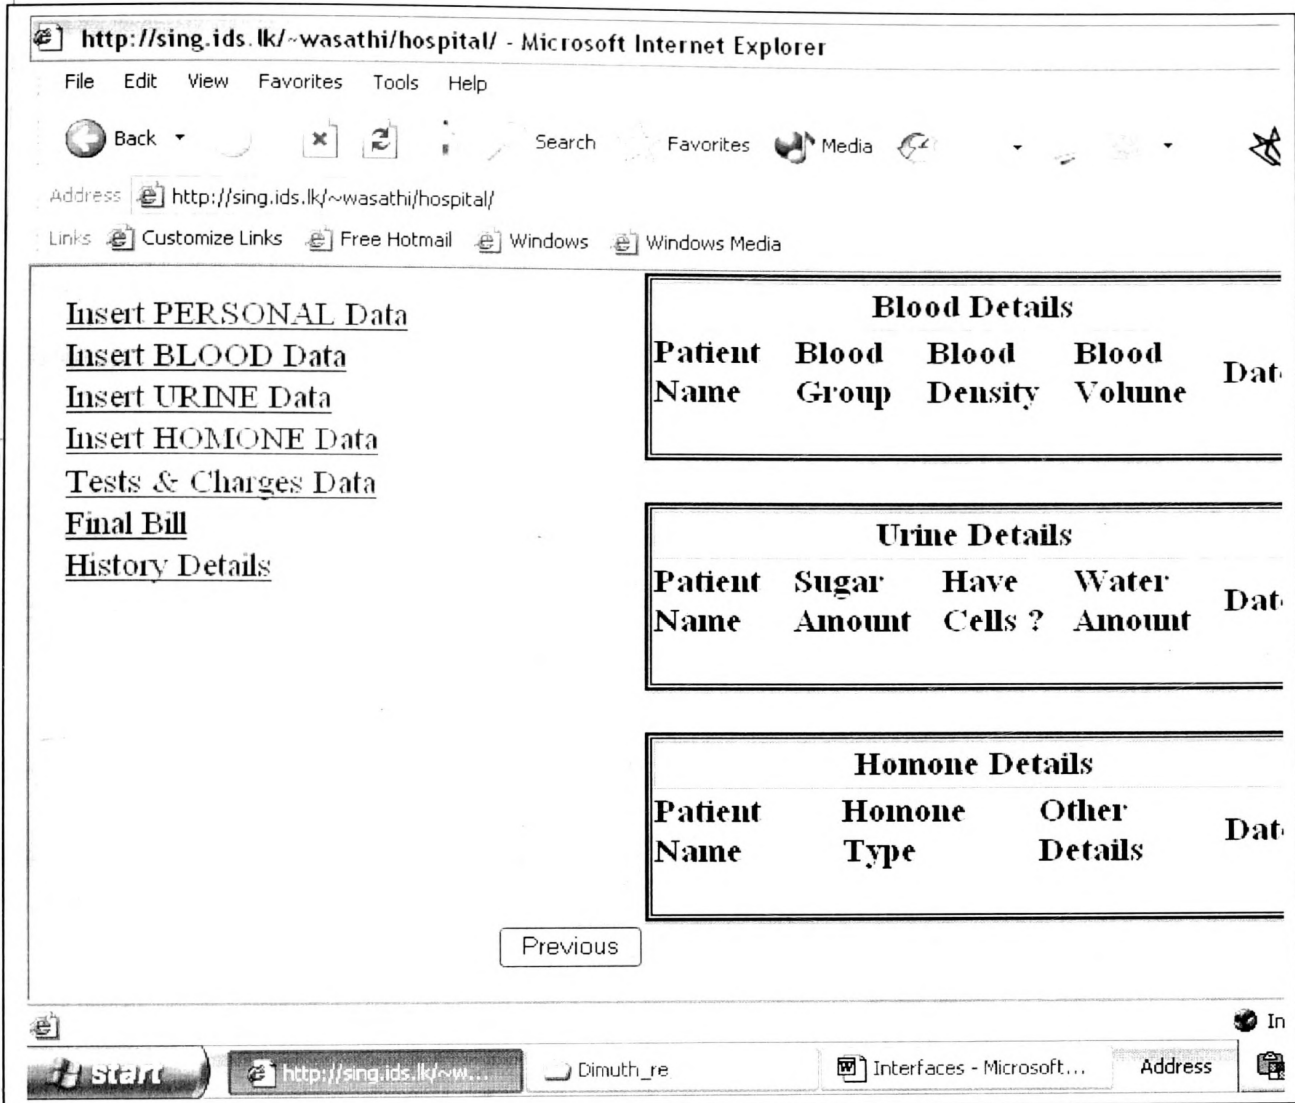 http://sing.ids.lk/~wasathi/hospital/ - Microsoft Internet Explorer
File Edit View Favorites Tools Help
Back Search Favorites Media
Address http://sing.ids.lk/~wasathi/hospital/
Links Customize Links Free Hotmail Windows Windows Media
Insert PERSONAL Data
Insert BLOOD Data
Insert URINE Data
Insert HOMONE Data
Tests & Charges Data
Final Bill
History Details
Blood Details
Patient Name Blood Group Blood Density Blood Volume Dat
Urine Details
Patient Name Sugar Amount Have Cells ? Water Amount Dat
Homone Details
Patient Name Homone Type Other Details Dat
Previous
In
start http://sing.ids.lk/~w... Dimuth_re Interfaces - Microsoft... Address